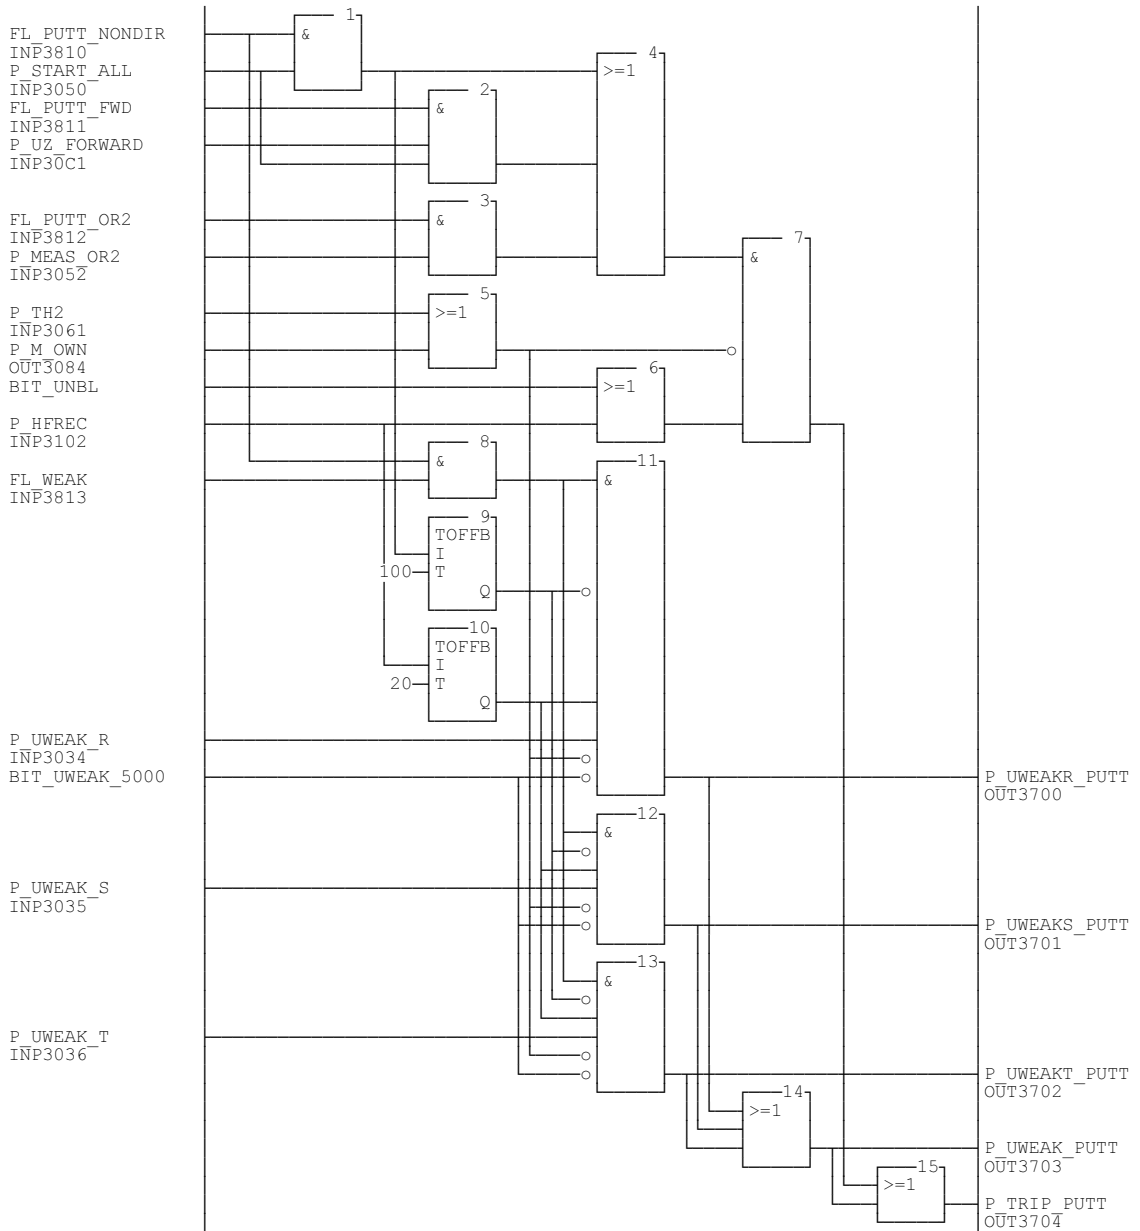 1
FL_PUTT_NONDIR
&
INP3810
4
P_START_ALL
>=1
INP3050
2
FL_PUTT_FWD
&
INP3811
P_UZ_FORWARD
INP30C1
3
FL_PUTT_OR2
&
INP3812
7
P_MEAS_OR2
&
INP3052
5
P_TH2
>=1
INP3061
P_M_OWN
OUT3084
6
BIT_UNBL
>=1
P_HFREC
INP3102
8
&
11
FL_WEAK
&
INP3813
9
TOFFB
I
100
T
Q
10
TOFFB
I
20
T
Q
P_UWEAK_R
INP3034
BIT_UWEAK_5000
P_UWEAKR_PUTT
OUT3700
12
&
P_UWEAK_S
INP3035
P_UWEAKS_PUTT
OUT3701
13
&
P_UWEAK_T
INP3036
P_UWEAKT_PUTT
OUT3702
14
>=1
P_UWEAK_PUTT
OUT3703
15
>=1
P_TRIP_PUTT
OUT3704